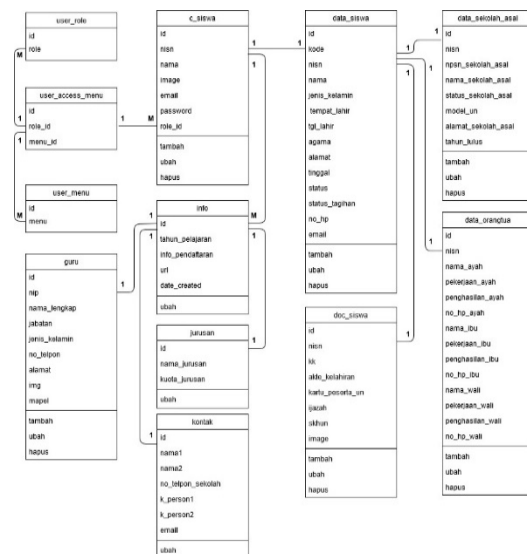 user_role
id
role
M
1
user_access_menu
id
role_id
menu_id
1
M
1
M
user_menu
id
menu
c_siswa
id
nisn
nama
image
email
password
role_id
tambah
ubah
hapus
1
1
1
data_siswa
id
kode
nisn
nama
jenis_kelamin
tempat_lahir
tgl_lahir
agama
alamat
tinggal
status
status_tagihan
no_hp
email
tambah
ubah
hapus
1
1
1
1
data_sekolah_asal
id
nisn
npsn_sekolah_asal
nama_sekolah_asal
status_sekolah_asal
model_un
alamat_sekolah_asal
tahun_lulus
tambah
ubah
hapus
info
id
tahun_pelajaran
info_pendaftaran
url
date_created
ubah
1
1
M
1
guru
id
nip
nama_lengkap
jabatan
jenis_kelamin
no_telpon
alamat
img
mapel
tambah
ubah
hapus
1
jurusan
id
nama_jurusan
kuota_jurusan
ubah
1
kontak
id
nama1
nama2
no_telpon_sekolah
k_person1
k_person2
email
ubah
1
doc_siswa
id
nisn
kk
akte_kelahiran
kartu_peserta_un
ijazah
skhun
image
tambah
ubah
hapus
1
data_orangtua
id
nisn
nama_ayah
pekerjaan_ayah
penghasilan_ayah
no_hp_ayah
nama_ibu
pekerjaan_ibu
penghasilan_ibu
no_hp_ibu
nama_wali
pekerjaan_wali
penghasilan_wali
no_hp_wali
tambah
ubah
hapus
1